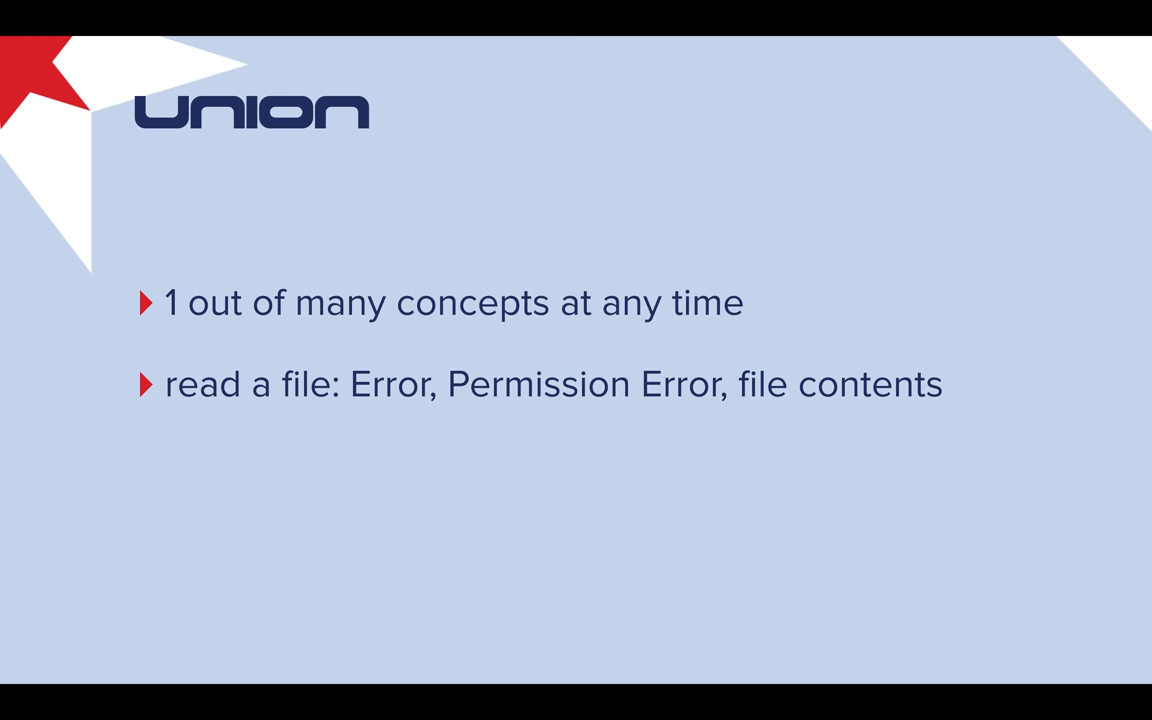 union
1 out of many concepts at any time
read a file: Error, Permission Error, file contents